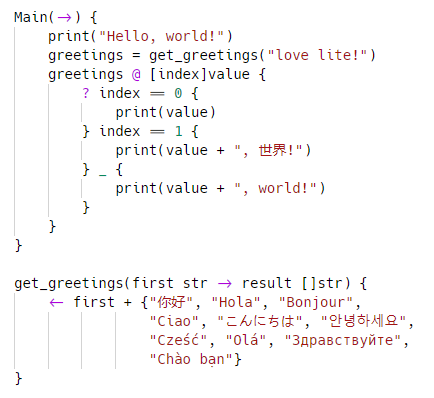 Main(->) {
    print("Hello, world!")
    greetings = get_greetings("love lite!")
    greetings @ [index]value {
        ? index == 0 {
            print(value)
        } index == 1 {
            print(value + ", 世界!")
        } _ {
            print(value + ", world!")
        }
    }
}

get_greetings(first str -> result []str) {
    <- first + {"你好", "Hola", "Bonjour",
                "Ciao", "こんにちは", "안녕하세요",
                "Cześć", "Olá", "Здравствуйте",
                "Chào bạn"}
}